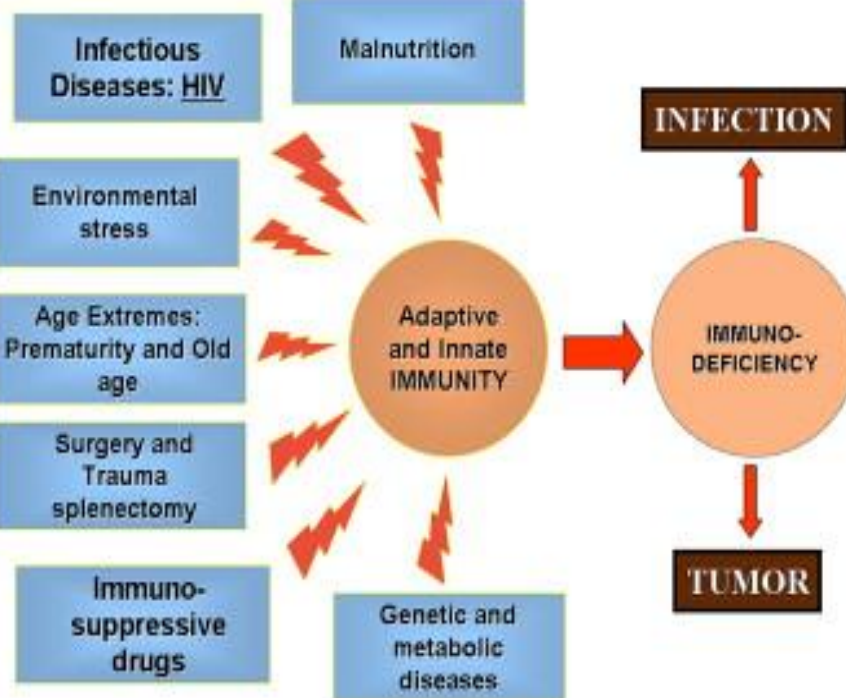 Infectious
Diseases: HIV
Malnutrition
Environmental
stress
Age Extremes:
Prematurity and Old
age
Surgery and
Trauma
splenectomy
Immuno-
suppressive
drugs
Genetic and
metabolic
diseases
Adaptive
and Innate
IMMUNITY
INFECTION
IMMUNO-
DEFICIENCY
TUMOR